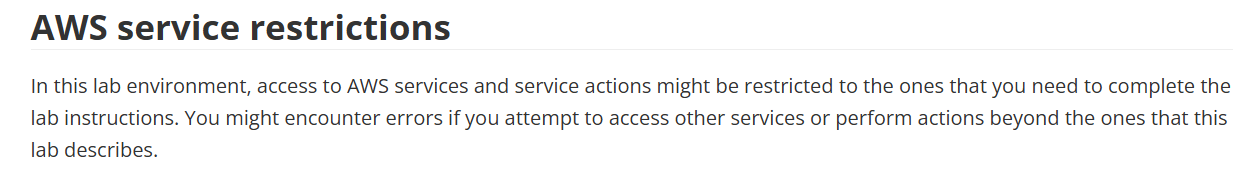 AWS service restrictions
In this lab environment, access to AWS services and service actions might be restricted to the ones that you need to complete the
lab instructions. You might encounter errors if you attempt to access other services or perform actions beyond the ones that this
lab describes.